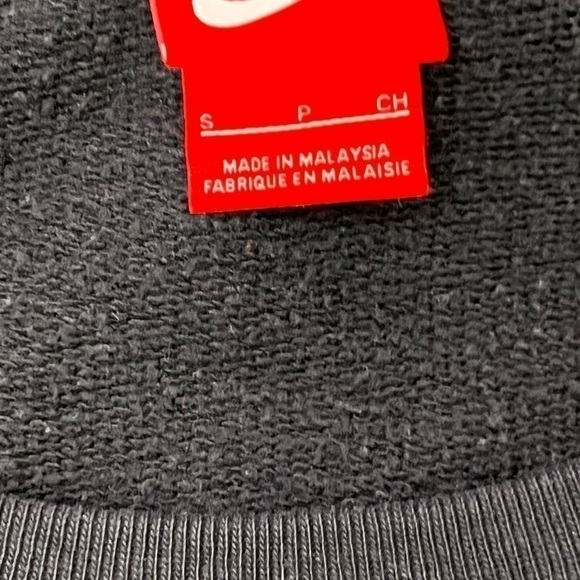 S P CH
MADE IN MALAYSIA
FABRIQUE EN MALAISIE